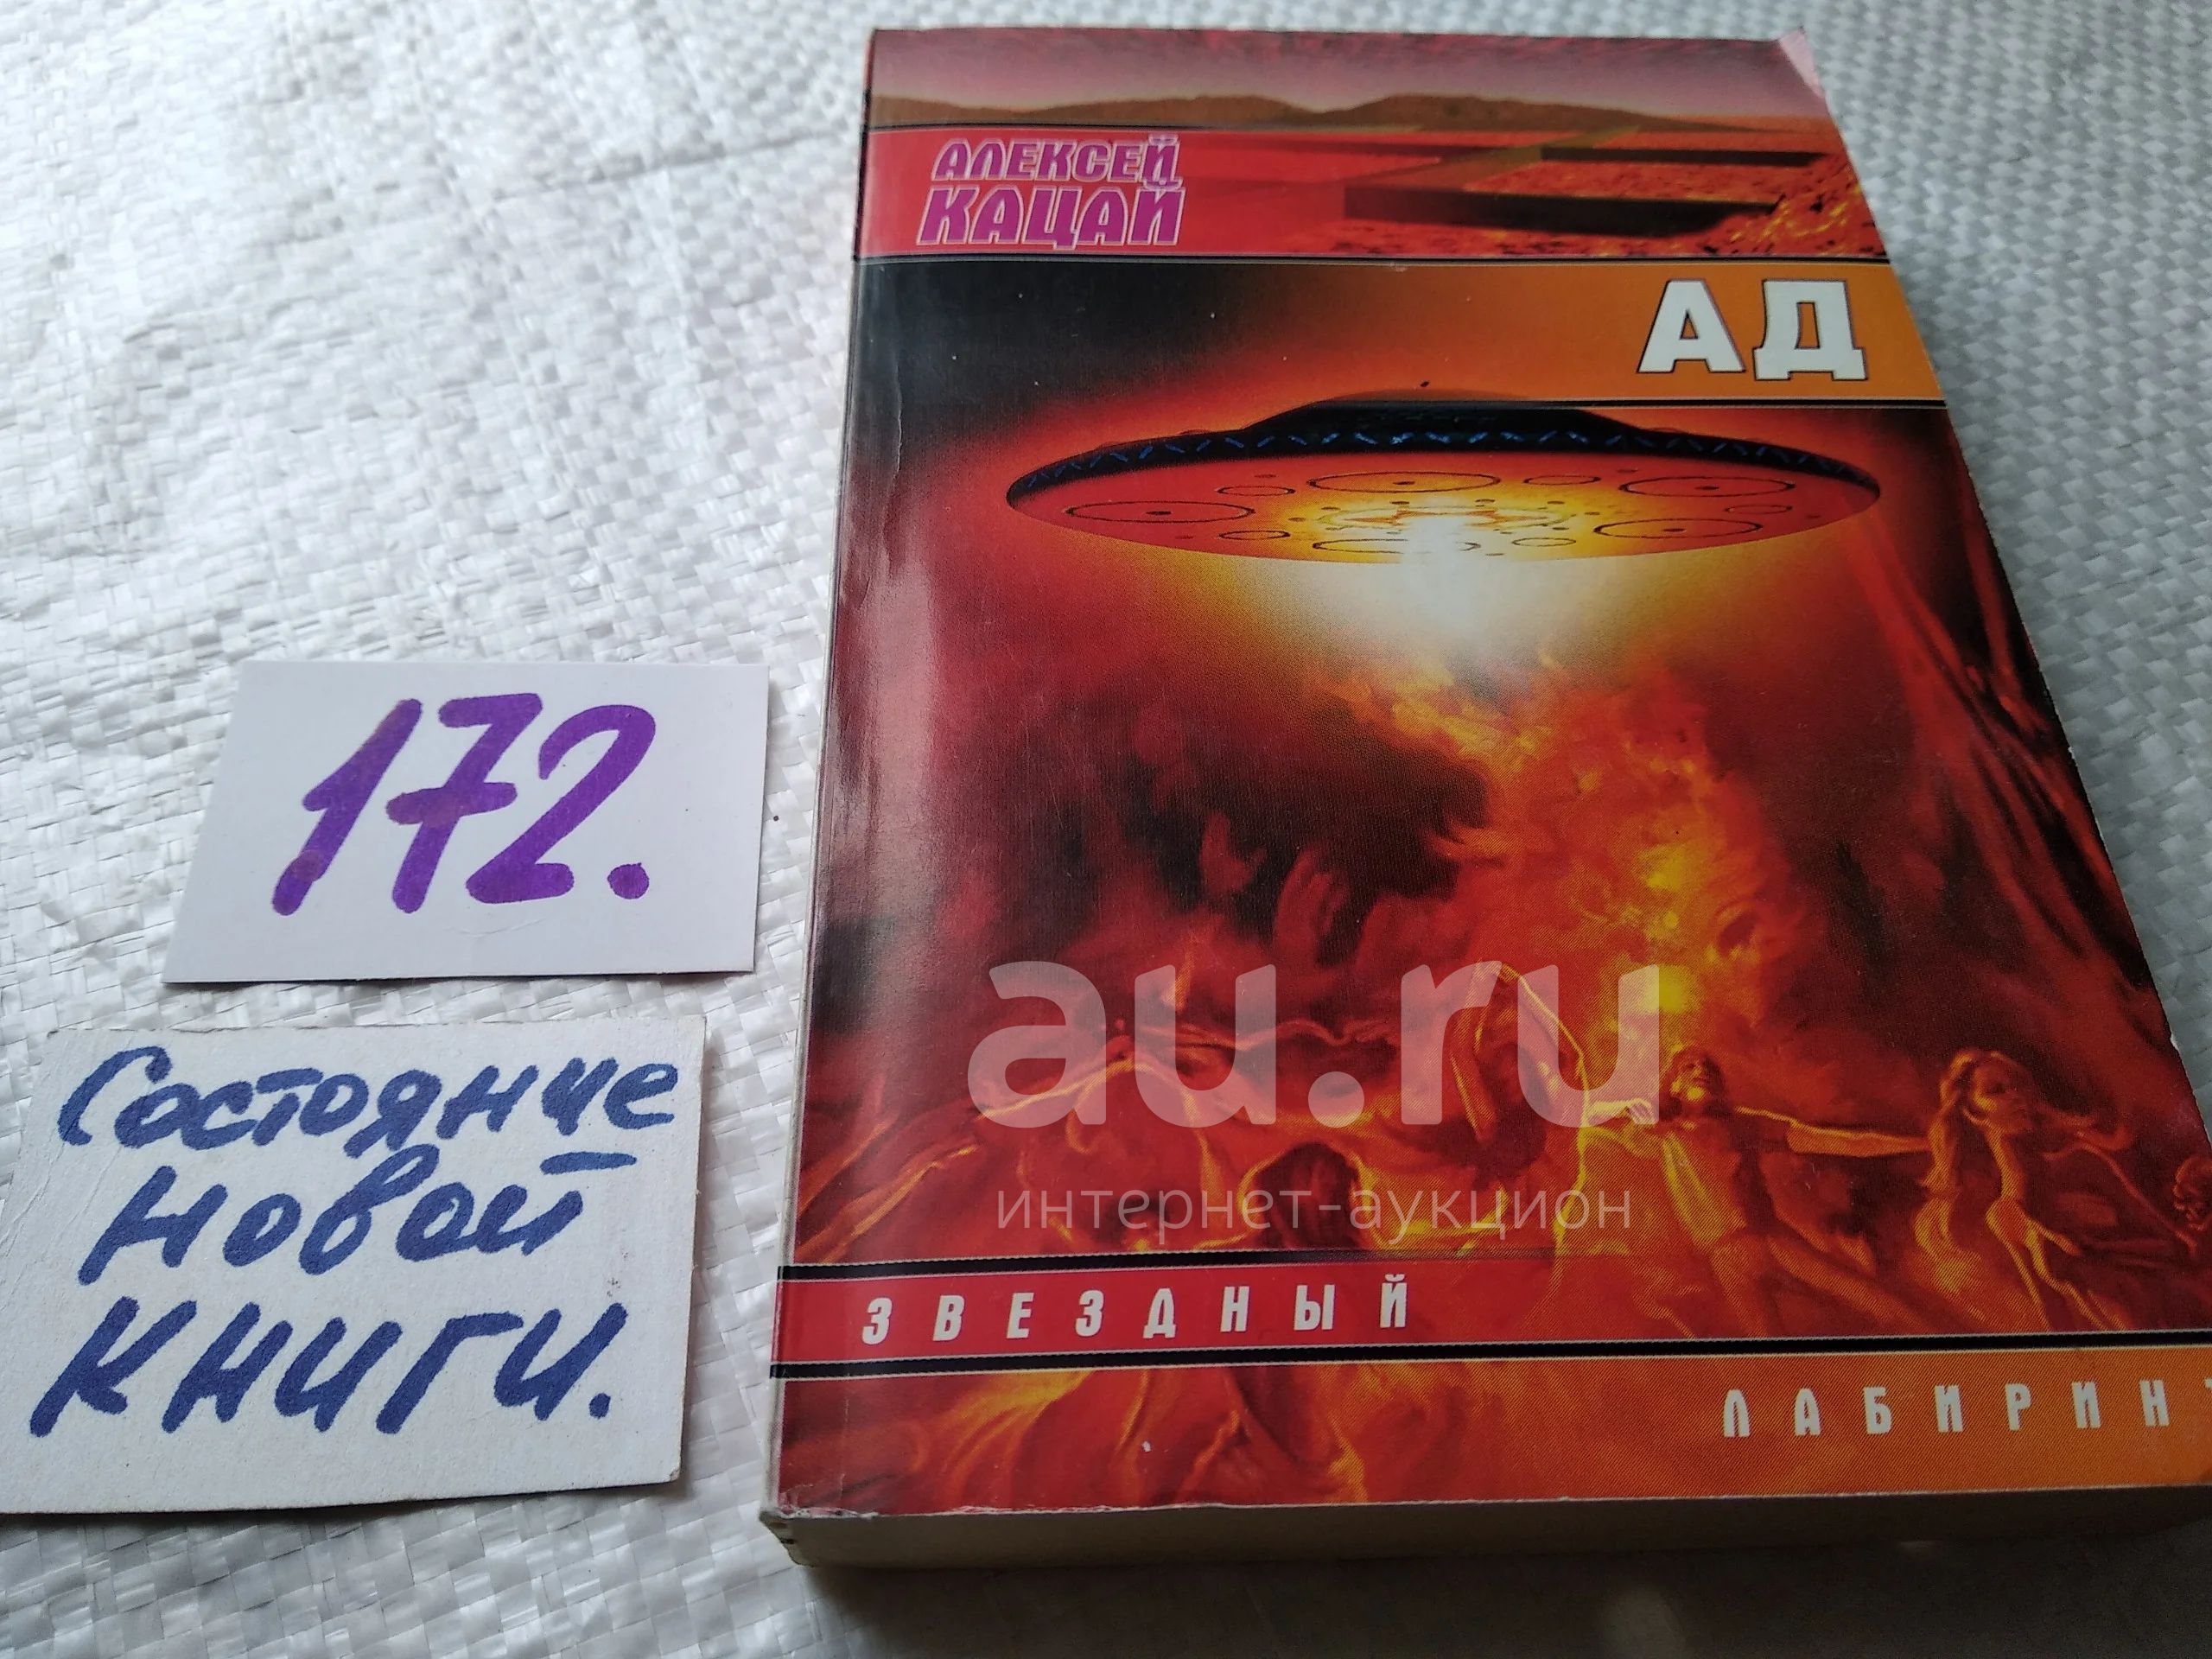 АЛЕКСЕЙ
КАЦАЙ
АД
172.
Состояние
новой
книги.
au.ru
интернет-аукцион
ЗВЕЗДНЫЙ
ЛАБИРИНТ